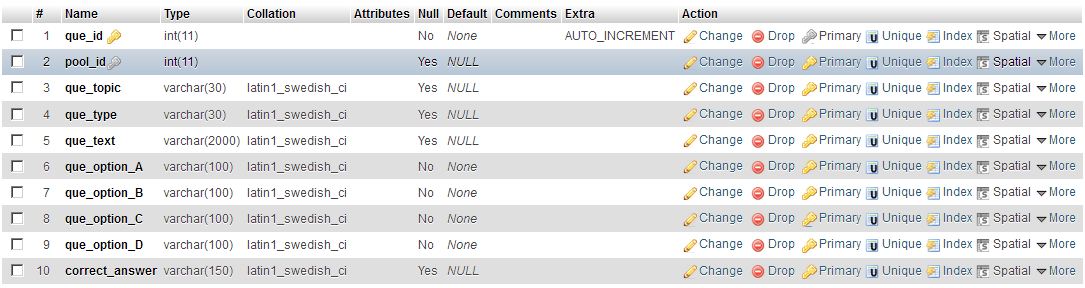 # Name Type Collation Attributes Null Default Comments Extra Action
1 que_id int(11) No None AUTO_INCREMENT Change Drop Primary Unique Index Spatial More
2 pool_id int(11) Yes NULL Change Drop Primary Unique Index Spatial More
3 que_topic varchar(30) latin1_swedish_ci Yes NULL Change Drop Primary Unique Index Spatial More
4 que_type varchar(30) latin1_swedish_ci Yes NULL Change Drop Primary Unique Index Spatial More
5 que_text varchar(2000) latin1_swedish_ci Yes NULL Change Drop Primary Unique Index Spatial More
6 que_option_A varchar(100) latin1_swedish_ci No None Change Drop Primary Unique Index Spatial More
7 que_option_B varchar(100) latin1_swedish_ci No None Change Drop Primary Unique Index Spatial More
8 que_option_C varchar(100) latin1_swedish_ci No None Change Drop Primary Unique Index Spatial More
9 que_option_D varchar(100) latin1_swedish_ci No None Change Drop Primary Unique Index Spatial More
10 correct_answer varchar(150) latin1_swedish_ci Yes NULL Change Drop Primary Unique Index Spatial More